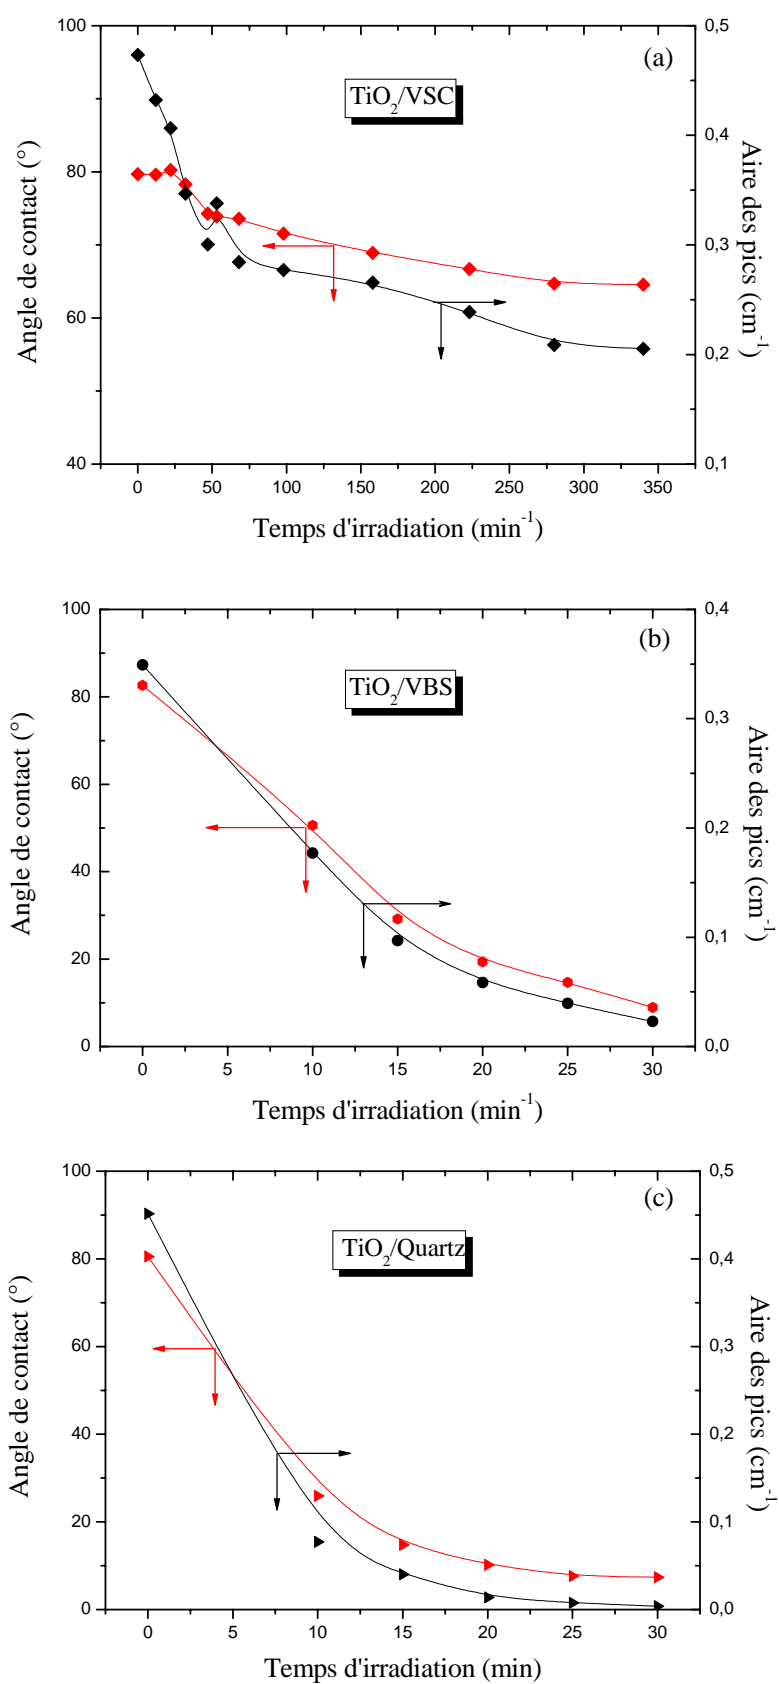 100
0,5
(a)
TiO2/VSC
80
0,4
Angle de contact (°)
Aire des pics (cm-1)
0,3
60
0,2
40
0,1
0 50 100 150 200 250 300 350
Temps d'irradiation (min-1)
100
0,4
(b)
TiO2/VBS
80
0,3
60
Angle de contact (°)
Aire des pics (cm-1)
0,2
40
0,1
20
0
0,0
0 5 10 15 20 25 30
Temps d'irradiation (min-1)
100
0,5
(c)
TiO2/Quartz
80
0,4
60
0,3
Angle de contact (°)
Aire des pics (cm-1)
40
0,2
20
0,1
0
0,0
0 5 10 15 20 25 30
Temps d'irradiation (min)